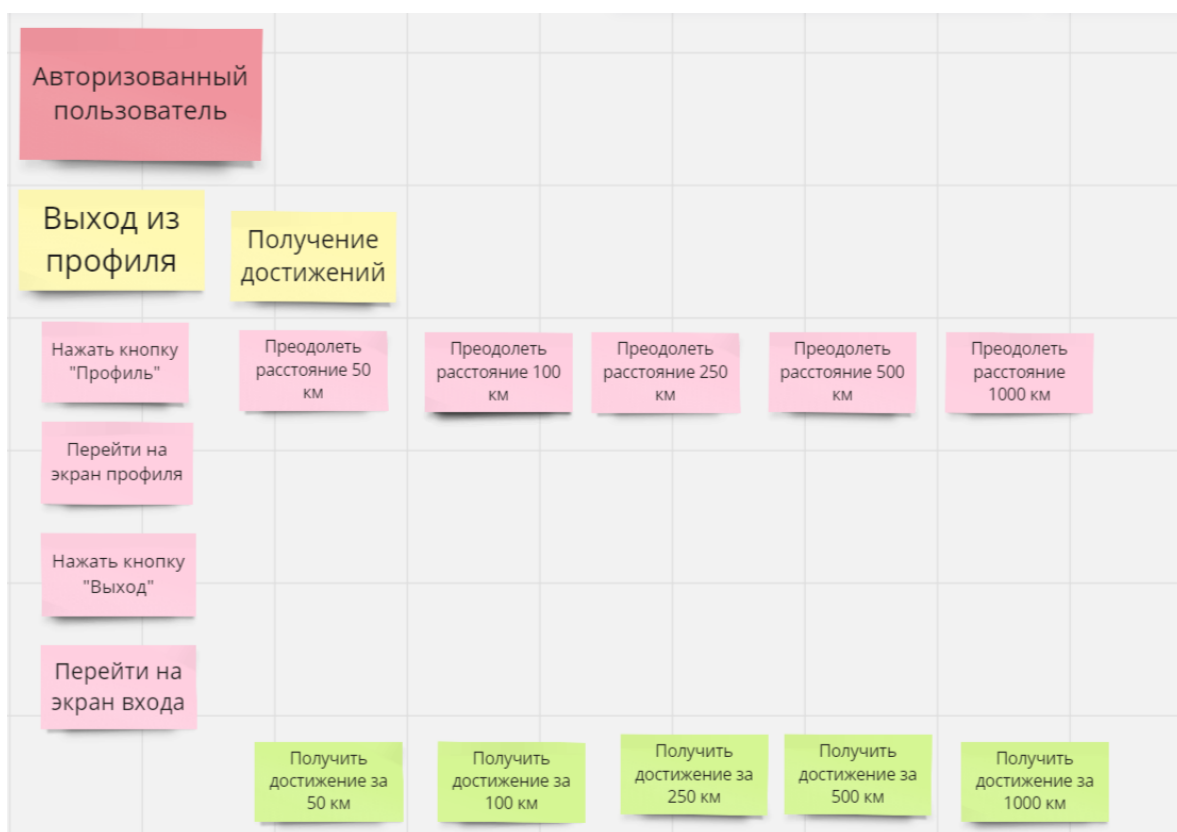 Авторизованный
пользователь
Выход из
профиля
Получение
достижений
Нажать кнопку
"Профиль"
Преодолеть
расстояние 50
км
Преодолеть
расстояние 100
км
Преодолеть
расстояние 250
км
Преодолеть
расстояние 500
км
Преодолеть
расстояние
1000 км
Перейти на
экран профиля
Нажать кнопку
"Выход"
Перейти на
экран входа
Получить
достижение за
50 км
Получить
достижение за
100 км
Получить
достижение за
250 км
Получить
достижение за
500 км
Получить
достижение за
1000 км